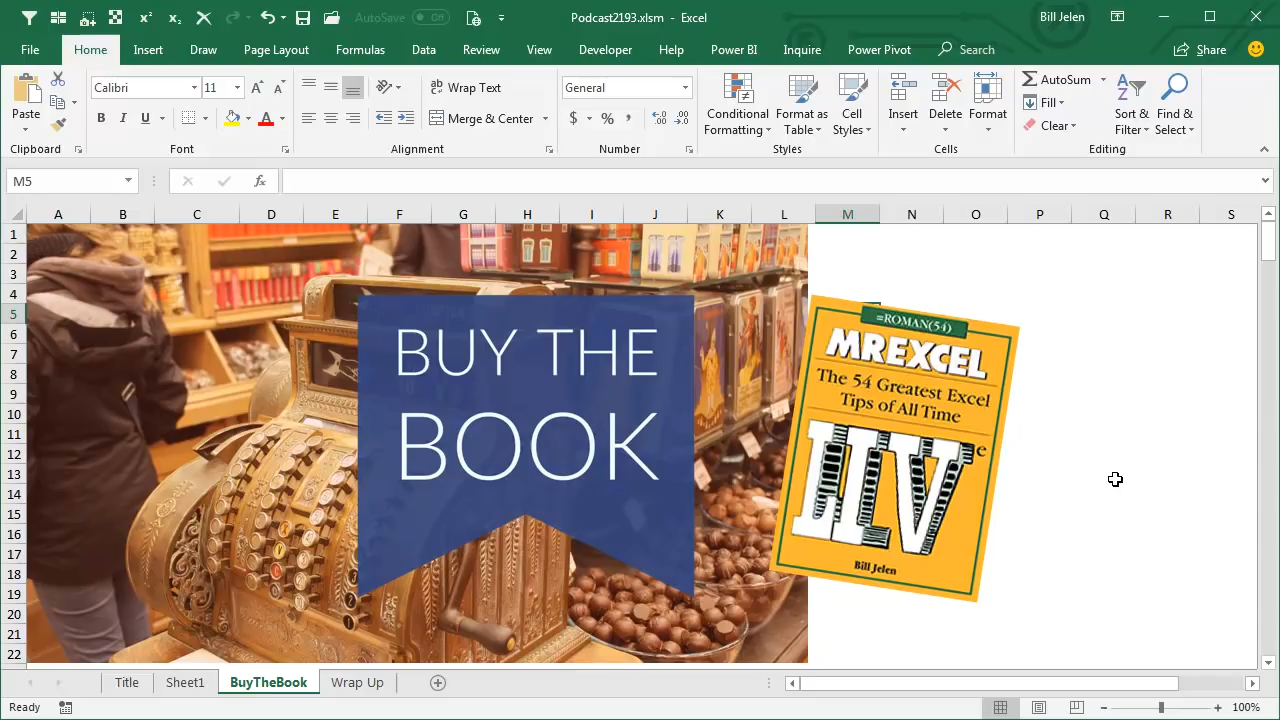 AutoSave Off
Podcast2193.xlsm - Excel
Bill Jelen
File Home Insert Draw Page Layout Formulas Data Review View Developer Help Power BI Inquire Power Pivot Search Share
Calibri 11
Wrap Text
General
AutoSum
Paste
B I U
Merge & Center
$ % ,
Conditional Formatting
Format as Table
Cell Styles
Insert Delete Format
Fill
Clear
Sort & Filter
Find & Select
Clipboard Font Alignment Number Styles Cells Editing
M5
A B C D E F G H I J K L M N O P Q R S
1
2
3
4
5
6
7
8
9
10
11
12
13
14
15
16
17
18
19
20
21
22
BUY THE
BOOK
=ROMAN(54)
MREXCEL
The 54 Greatest Excel
Tips of All Time
LIVe
Bill Jelen
Title Sheet1 BuyTheBook Wrap Up
Ready
100%